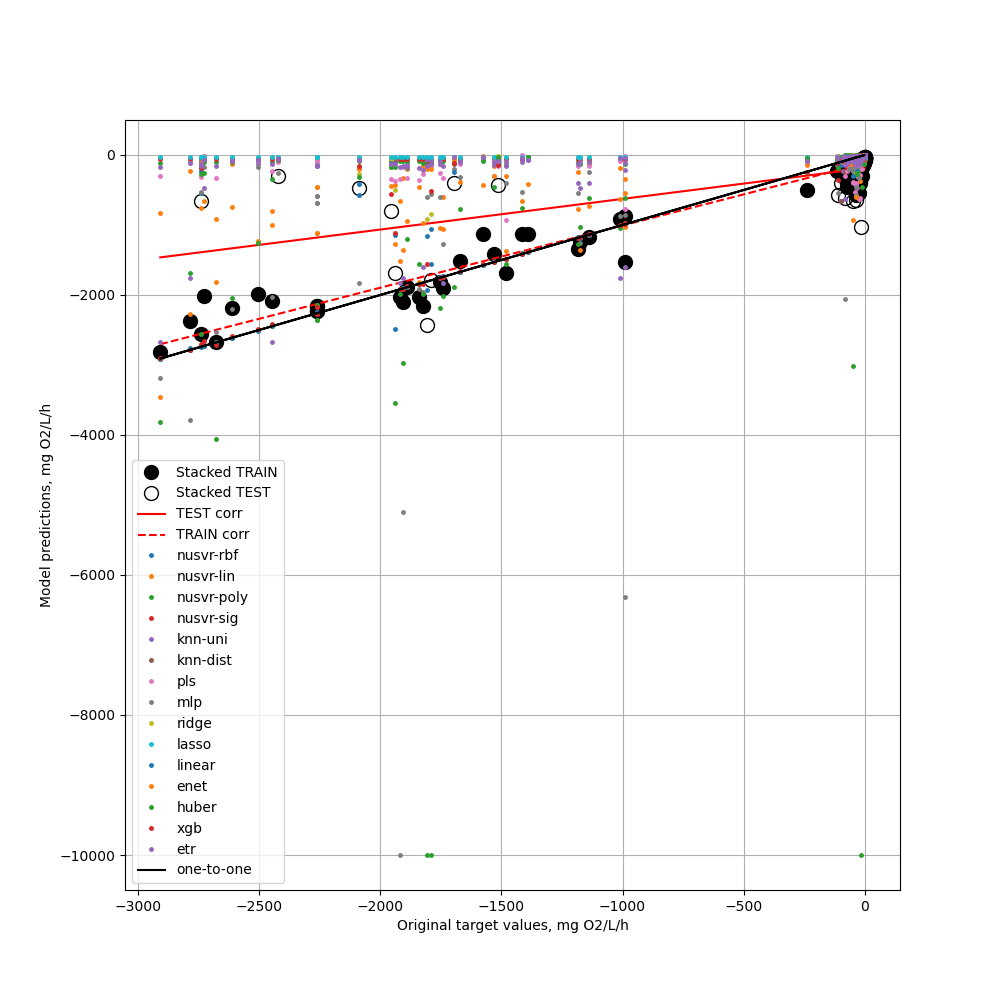 0
−2000
−4000
−6000
−8000
−10000
Model predictions, mg O2/L/h
Stacked TRAIN
Stacked TEST
TEST corr
TRAIN corr
nusvr-rbf
nusvr-lin
nusvr-poly
nusvr-sig
knn-uni
knn-dist
pls
mlp
ridge
lasso
linear
enet
huber
xgb
etr
one-to-one
−3000 −2500 −2000 −1500 −1000 −500 0
Original target values, mg O2/L/h